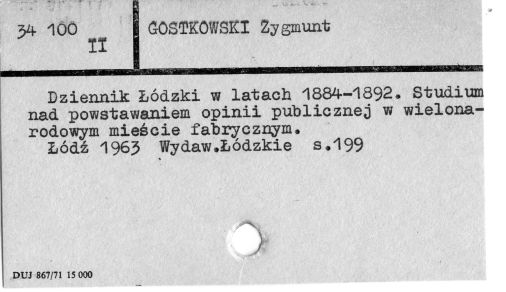 34 100
II
GOSTKOWSKI Zygmunt
Dziennik Łódzki w latach 1884-1892. Studium
nad powstawaniem opinii publicznej w wielona-
rodowym mieście fabrycznym.
Łódź 1963 Wydaw.Łódzkie s.199
DUJ 867/71 15 000